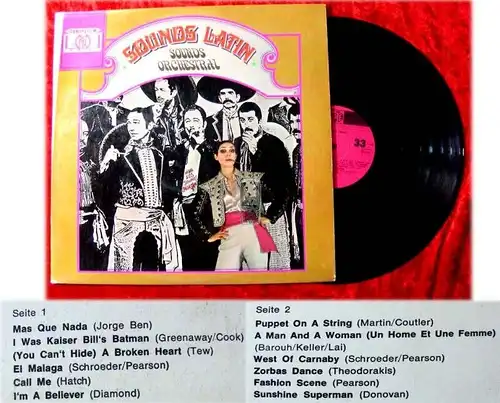 SOUNDS LATIN
SOUNDS
ORCHESTRAL
33
Seite 1
Mas Que Nada (Jorge Ben)
I Was Kaiser Bill's Batman (Greenaway/Cook)
(You Can't Hide) A Broken Heart (Tew)
El Malaga (Schroeder/Pearson)
Call Me (Hatch)
I'm A Believer (Diamond)
Seite 2
Puppet On A String (Martin/Coutler)
A Man And A Woman (Un Home Et Une Femme)
(Barouh/Keller/Lai)
West Of Carnaby (Schroeder/Pearson)
Zorbas Dance (Theodorakis)
Fashion Scene (Pearson)
Sunshine Superman (Donovan)